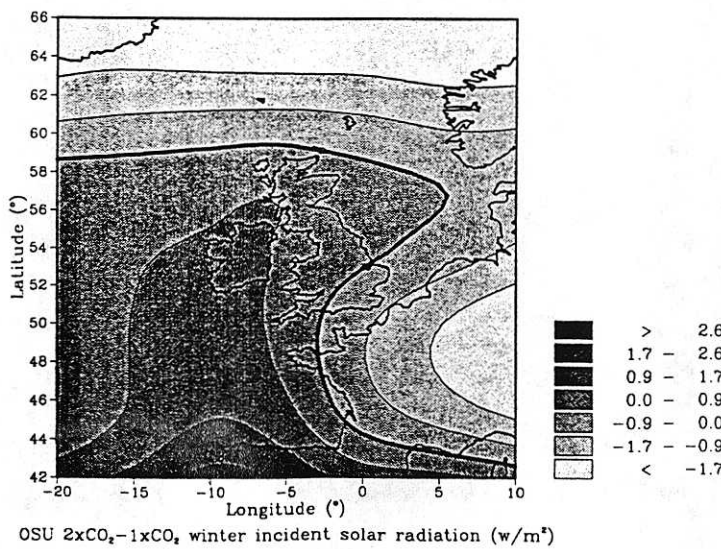 66
64
62
60
58
56
54
52
50
48
46
44
42
Latitude (°)
-20 -15 -10 -5 0 5 10
Longitude (°)
> 2.6
1.7 - 2.6
0.9 - 1.7
0.0 - 0.9
-0.9 - 0.0
-1.7 - -0.9
< -1.7
OSU 2xCO₂-1xCO₂ winter incident solar radiation (w/m²)